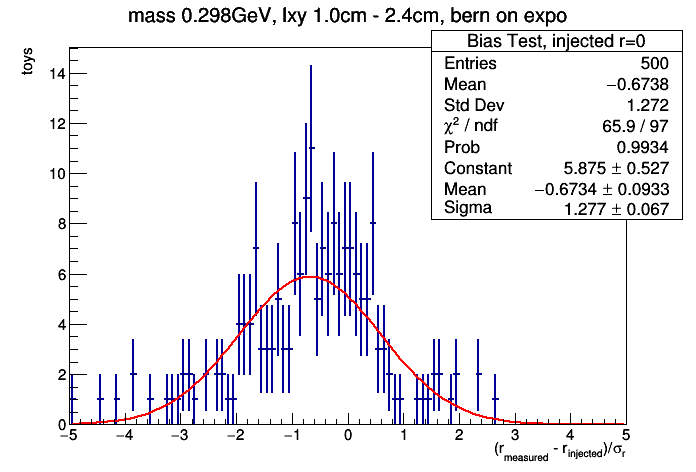 mass 0.298GeV, lxy 1.0cm - 2.4cm, bern on expo
Bias Test, injected r=0
Entries 500
Mean −0.6738
Std Dev 1.272
χ² / ndf 65.9 / 97
Prob 0.9934
Constant 5.875 ± 0.527
Mean −0.6734 ± 0.0933
Sigma 1.277 ± 0.067
toys
14
12
10
8
6
4
2
0
−5 −4 −3 −2 −1 0 1 2 3 4 5
(r_measured - r_injected)/σ_r